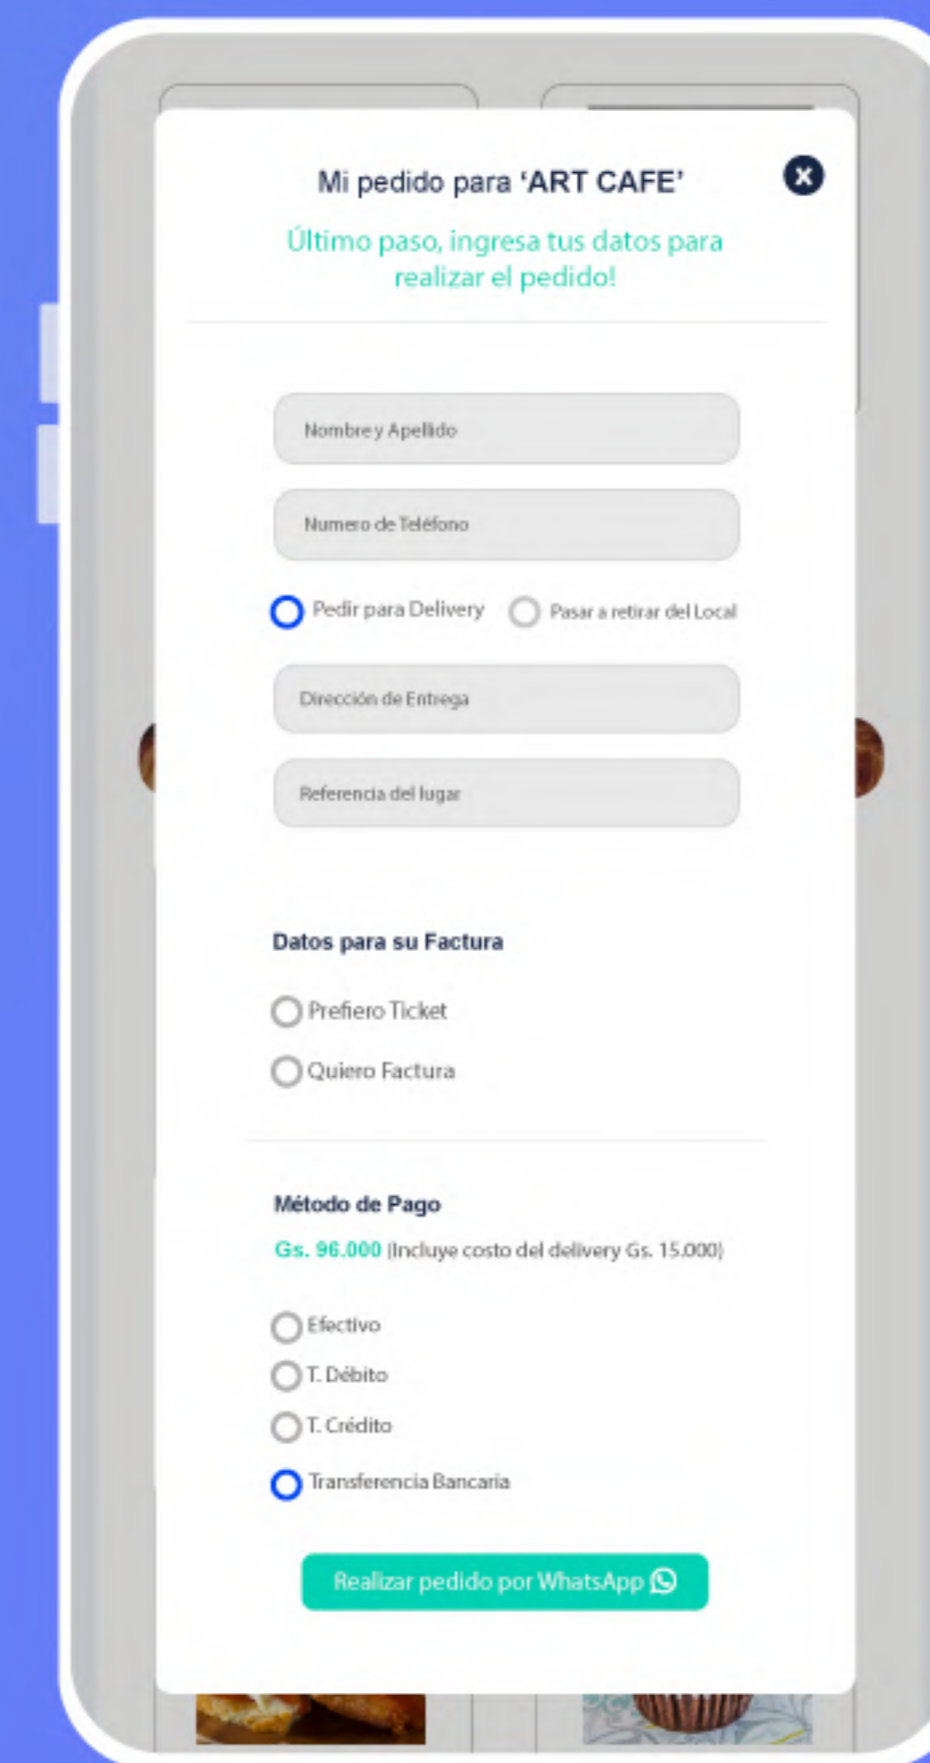 Mi pedido para ‘ART CAFE’
Último paso, ingresa tus datos para
realizar el pedido!
Nombre y Apellido
Numero de Teléfono
Pedir para Delivery Pasar a retirar del Local
Dirección de Entrega
Referencia del lugar
Datos para su Factura
Prefiero Ticket
Quiero Factura
Método de Pago
Gs. 96.000 (Incluye costo del delivery Gs. 15.000)
Efectivo
T. Débito
T. Crédito
Transferencia Bancaria
Realizar pedido por WhatsApp